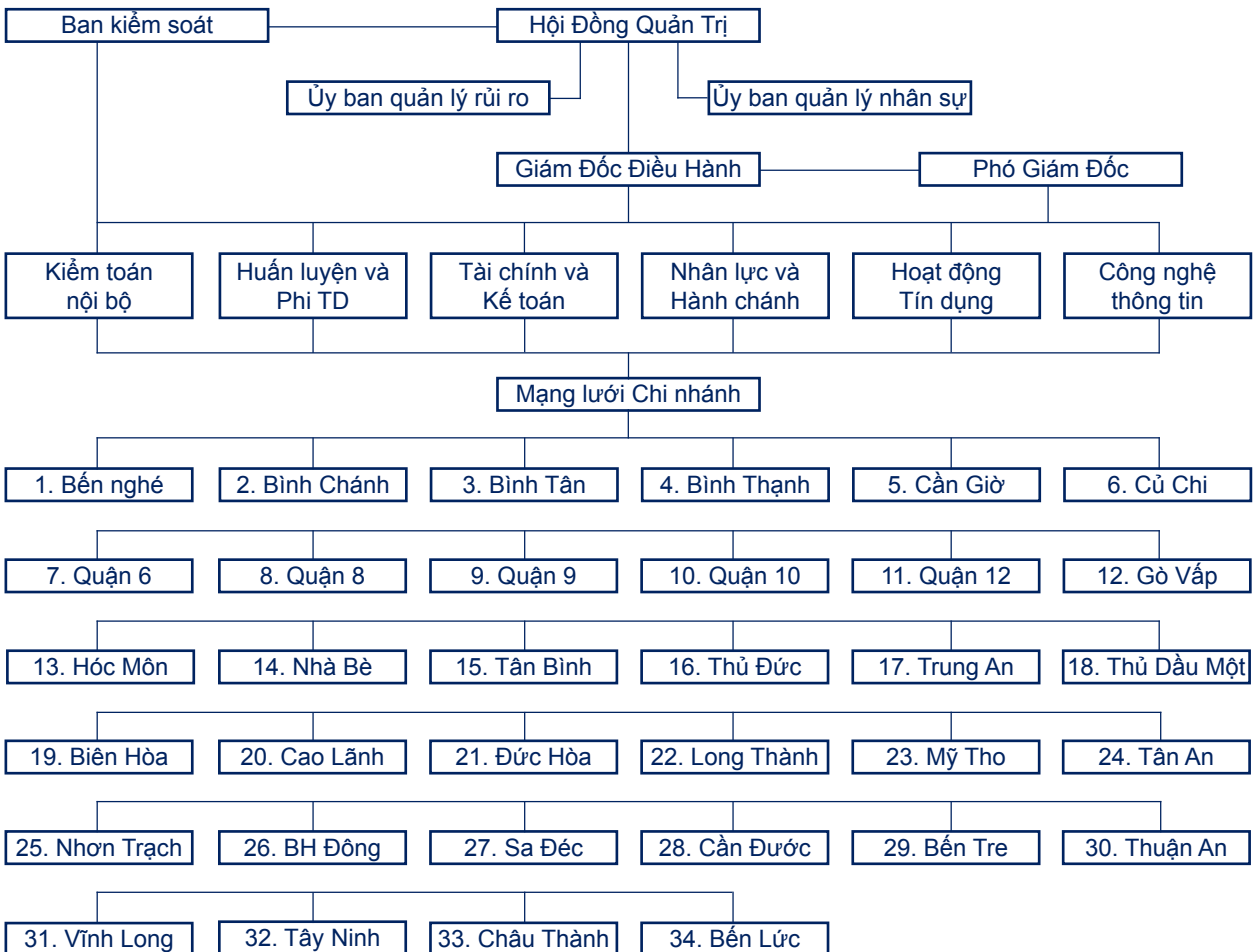 Ban kiểm soát
Hội Đồng Quản Trị
Ủy ban quản lý rủi ro
Ủy ban quản lý nhân sự
Giám Đốc Điều Hành
Phó Giám Đốc
Kiểm toán
nội bộ
Huấn luyện và
Phi TD
Tài chính và
Kế toán
Nhân lực và
Hành chánh
Hoạt động
Tín dụng
Công nghệ
thông tin
Mạng lưới Chi nhánh
1. Bến nghé
2. Bình Chánh
3. Bình Tân
4. Bình Thạnh
5. Cần Giờ
6. Củ Chi
7. Quận 6
8. Quận 8
9. Quận 9
10. Quận 10
11. Quận 12
12. Gò Vấp
13. Hóc Môn
14. Nhà Bè
15. Tân Bình
16. Thủ Đức
17. Trung An
18. Thủ Dầu Một
19. Biên Hòa
20. Cao Lãnh
21. Đức Hòa
22. Long Thành
23. Mỹ Tho
24. Tân An
25. Nhơn Trạch
26. BH Đông
27. Sa Đéc
28. Cần Đước
29. Bến Tre
30. Thuận An
31. Vĩnh Long
32. Tây Ninh
33. Châu Thành
34. Bến Lức